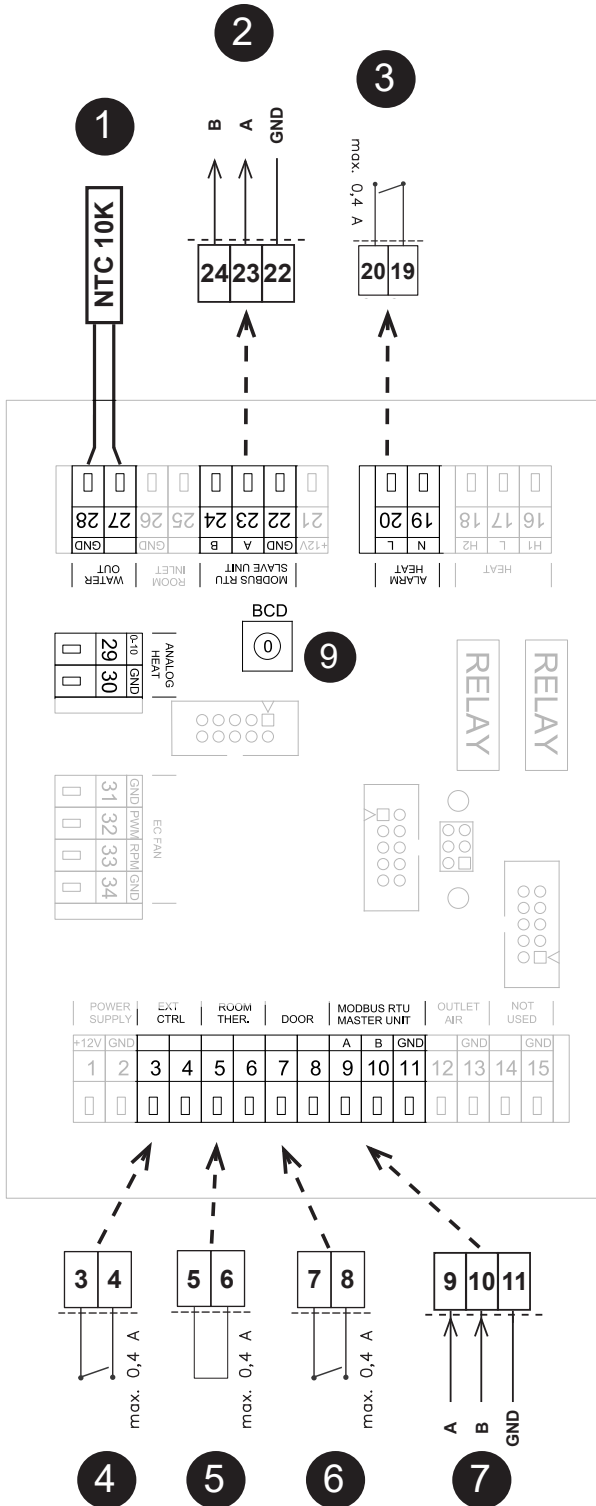 2
3
1
B
A
GND
max. 0,4 A
NTC 10K
24 23 22
20 19
28 27 26 25 24 23 22 21
20 19 18 17 16
GND GND B A GND +12V
L N H2 L H1
WATER
OUT
ROOM
INLET
MODBUS RTU
SLAVE UNIT
ALARM
HEAT
HEAT
BCD
0
9
29 0-10
30 GND
ANALOG
HEAT
RELAY
RELAY
31 GND
32 PWM
33 RPM
34 GND
EC FAN
POWER
SUPPLY
EXT
CTRL
ROOM
THER.
DOOR
MODBUS RTU
MASTER UNIT
OUTLET
AIR
NOT
USED
+12V GND A B GND GND GND
1 2 3 4 5 6 7 8 9 10 11 12 13 14 15
3 4
5 6
7 8
9 10 11
max. 0,4 A
max. 0,4 A
max. 0,4 A
A
B
GND
4
5
6
7